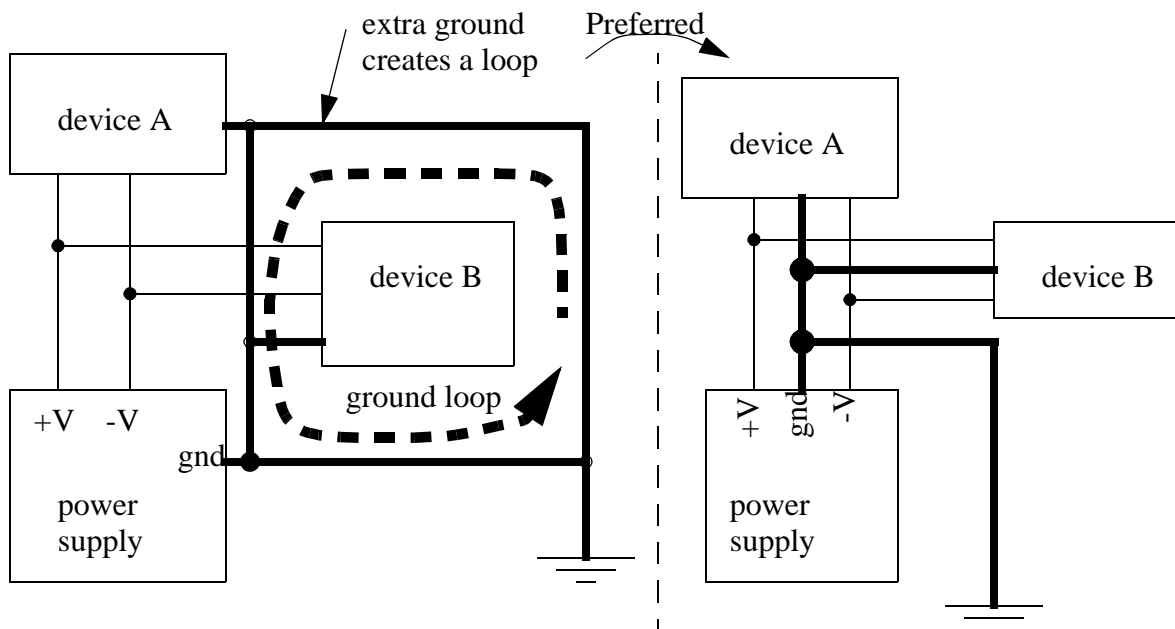 extra ground
creates a loop
Preferred
device A
device B
ground loop
+V
-V
gnd
power
supply
device A
device B
+V
gnd
-V
power
supply